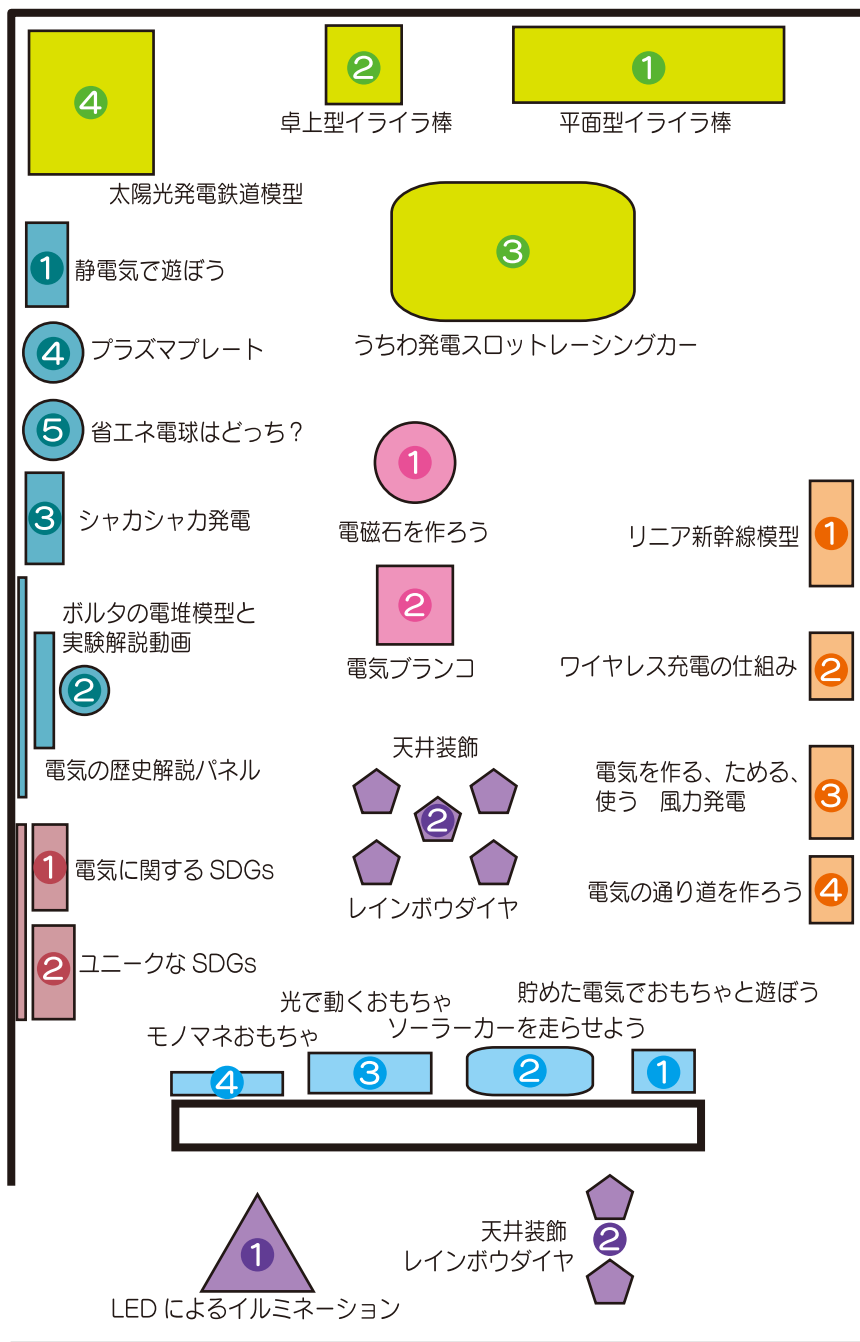 ④
②
①
卓上型イライラ棒
平面型イライラ棒
太陽光発電鉄道模型
③
うちわ発電スロットレーシングカー
①
静電気で遊ぼう
④
プラズマプレート
⑤
省エネ電球はどっち？
③
シャカシャカ発電
ボルタの電堆模型と
実験解説動画
②
電気の歴史解説パネル
①
電磁石を作ろう
②
電気ブランコ
①
リニア新幹線模型
②
ワイヤレス充電の仕組み
③
電気を作る、ためる、
使う　風力発電
④
電気の通り道を作ろう
天井装飾
②
レインボウダイヤ
①
電気に関する SDGs
②
ユニークな SDGs
貯めた電気でおもちゃと遊ぼう
光で動くおもちゃ
ソーラーカーを走らせよう
モノマネおもちゃ
④
③
②
①
①
LED によるイルミネーション
天井装飾
②
レインボウダイヤ